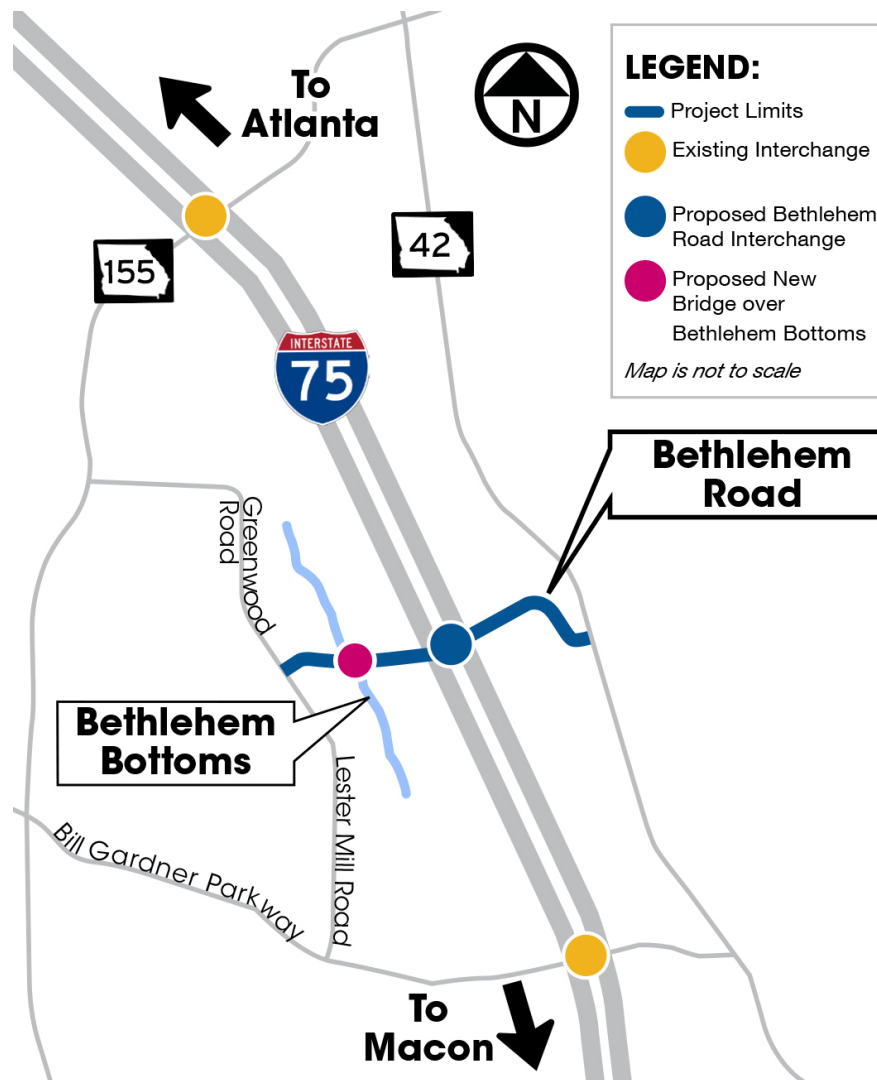 To
Atlanta
N
LEGEND:
Project Limits
Existing Interchange
Proposed Bethlehem
Road Interchange
Proposed New
Bridge over
Bethlehem Bottoms
Map is not to scale
155
42
INTERSTATE
75
Bethlehem
Road
Greenwood
Road
Bethlehem
Bottoms
Lester Mill Road
Bill Gardner Parkway
To
Macon